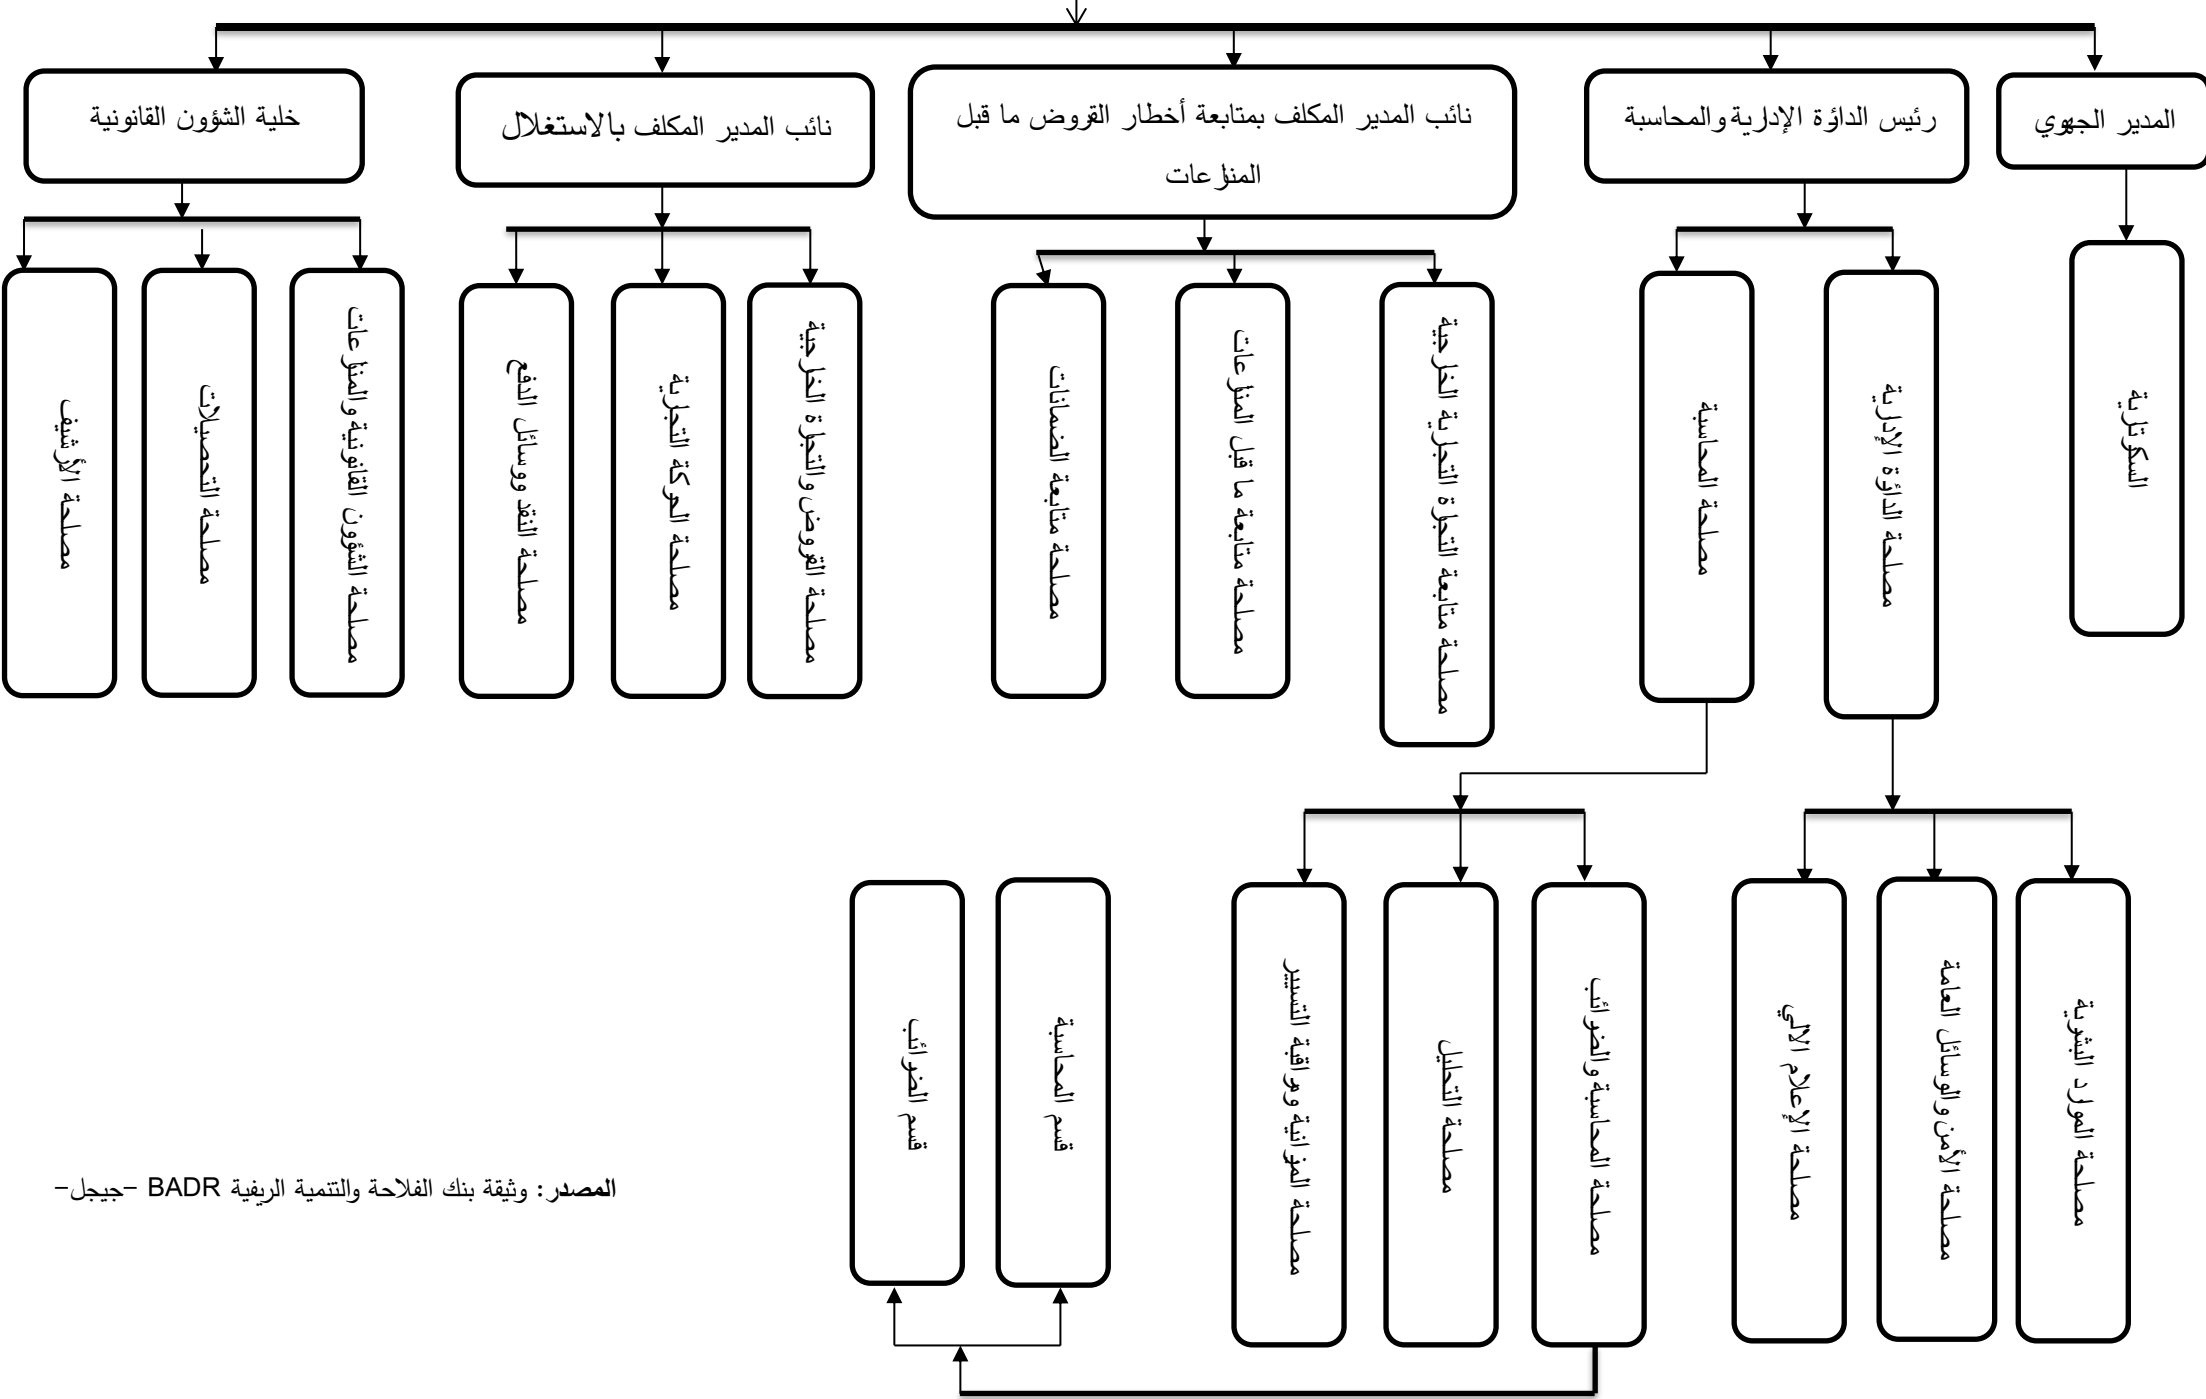 المدير الجهوي
رئيس الدائرة الإدارية والمحاسبة
نائب المدير المكلف بمتابعة أخطار القروض ما قبل
المنازعات
نائب المدير المكلف بالاستغلال
خلية الشؤون القانونية
السكرتارية
مصلحة الدائرة الإدارية
مصلحة المحاسبة
مصلحة متابعة التجارة التجارية الخارجية
مصلحة متابعة ما قبل المنازعات
مصلحة متابعة الضمانات
مصلحة القروض والتجارة الخارجية
مصلحة الحركة التجارية
مصلحة النقد ووسائل الدفع
مصلحة الشؤون القانونية والمنازعات
مصلحة التحصيلات
مصلحة الأرشيف
مصلحة الموارد البشرية
مصلحة الأمن والوسائل العامة
مصلحة الإعلام الالي
مصلحة المحاسبة والضرائب
مصلحة التحليل
مصلحة الميزانية ومراقبة التسيير
قسم المحاسبة
قسم الضرائب
المصدر: وثيقة بنك الفلاحة والتنمية الريفية BADR -جيجل-